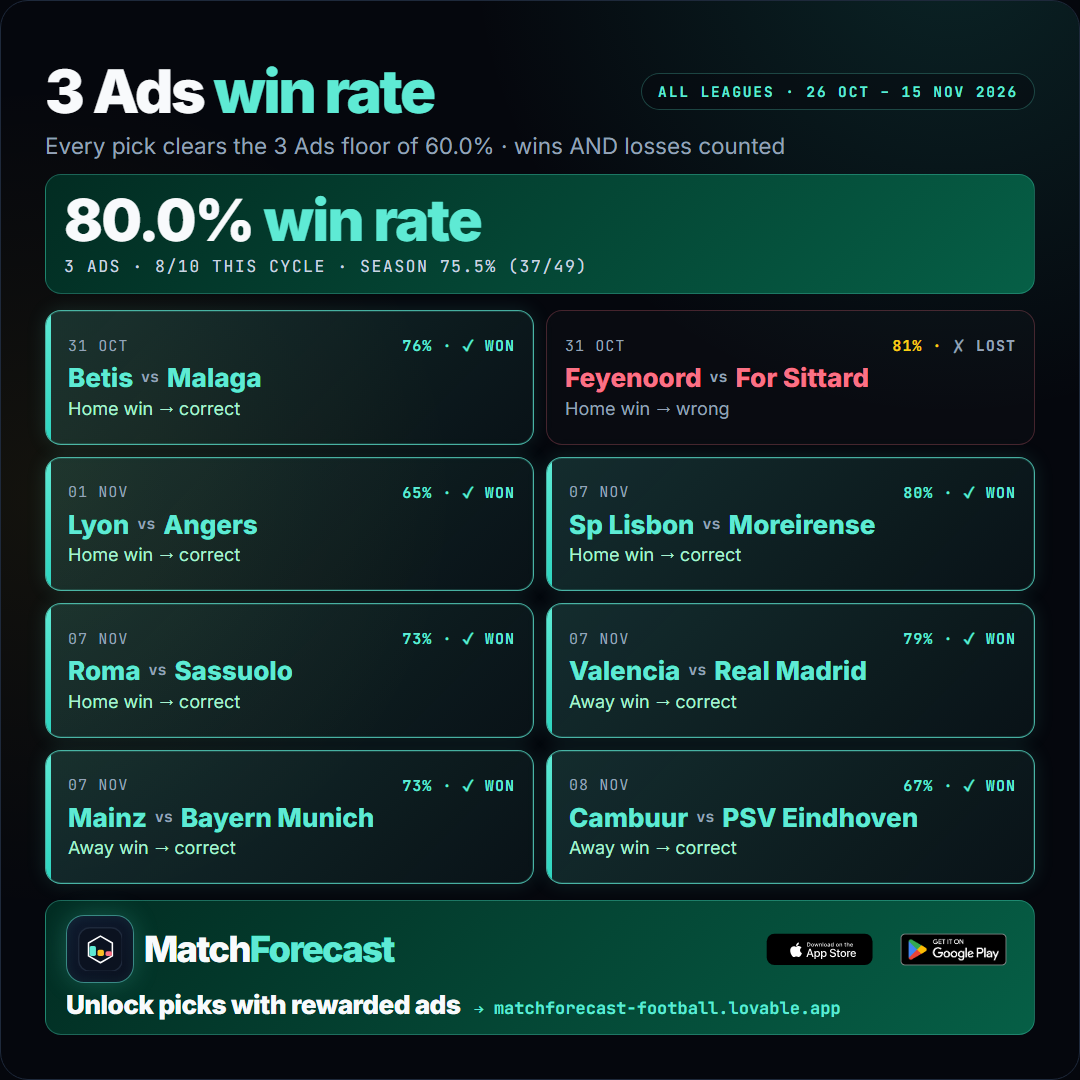 3 Ads win rate
ALL LEAGUES · 26 OCT – 15 NOV 2026
Every pick clears the 3 Ads floor of 60.0% · wins AND losses counted
80.0% win rate
3 ADS · 8/10 THIS CYCLE · SEASON 75.5% (37/49)
31 OCT
76% · ✓ WON
Betis vs Malaga
Home win → correct
31 OCT
81% · ✗ LOST
Feyenoord vs For Sittard
Home win → wrong
01 NOV
65% · ✓ WON
Lyon vs Angers
Home win → correct
07 NOV
80% · ✓ WON
Sp Lisbon vs Moreirense
Home win → correct
07 NOV
73% · ✓ WON
Roma vs Sassuolo
Home win → correct
07 NOV
79% · ✓ WON
Valencia vs Real Madrid
Away win → correct
07 NOV
73% · ✓ WON
Mainz vs Bayern Munich
Away win → correct
08 NOV
67% · ✓ WON
Cambuur vs PSV Eindhoven
Away win → correct
MatchForecast
Download on the
App Store
GET IT ON
Google Play
Unlock picks with rewarded ads → matchforecast-football.lovable.app